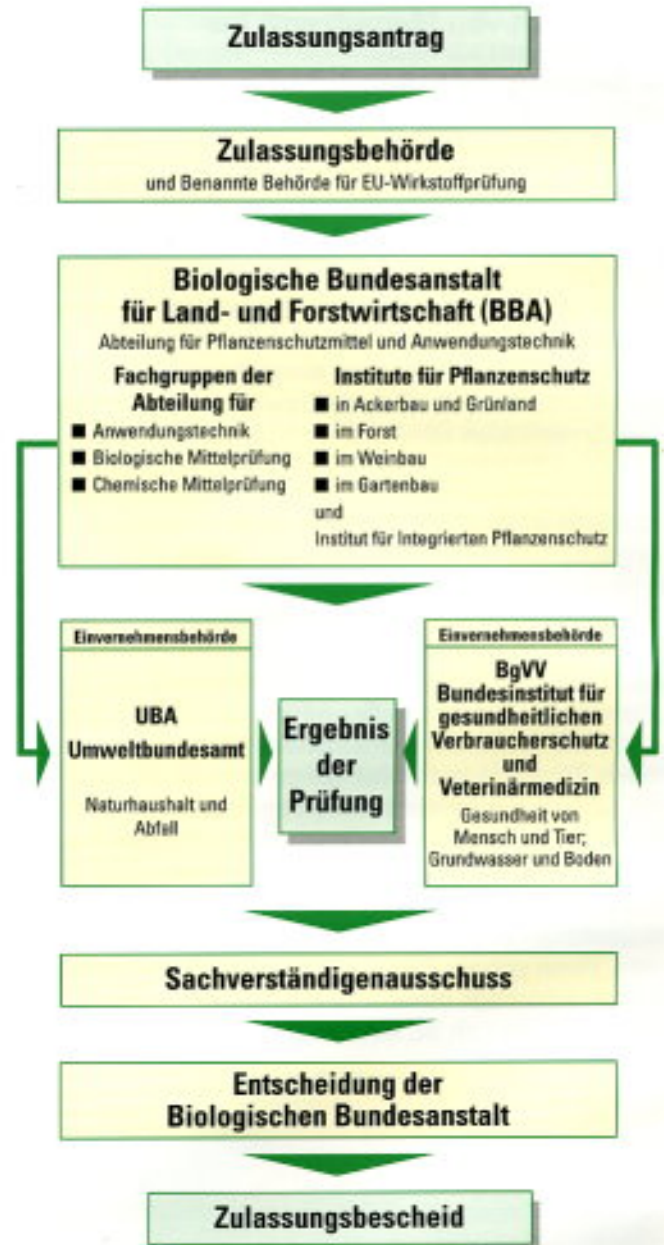 Zulassungsantrag
Zulassungsbehörde
und Benannte Behörde für EU-Wirkstoffprüfung
Biologische Bundesanstalt
für Land- und Forstwirtschaft (BBA)
Abteilung für Pflanzenschutzmittel und Anwendungstechnik
Fachgruppen der
Abteilung für
■ Anwendungstechnik
■ Biologische Mittelprüfung
■ Chemische Mittelprüfung
Institute für Pflanzenschutz
■ in Ackerbau und Grünland
■ im Forst
■ im Weinbau
■ im Gartenbau
und
Institut für Integrierten Pflanzenschutz
Einvernehmensbehörde
UBA
Umweltbundesamt
Naturhaushalt und
Abfall
Ergebnis
der
Prüfung
Einvernehmensbehörde
BgVV
Bundesinstitut für
gesundheitlichen
Verbraucherschutz
und
Veterinärmedizin
Gesundheit von
Mensch und Tier;
Grundwasser und Boden
Sachverständigenausschuss
Entscheidung der
Biologischen Bundesanstalt
Zulassungsbescheid